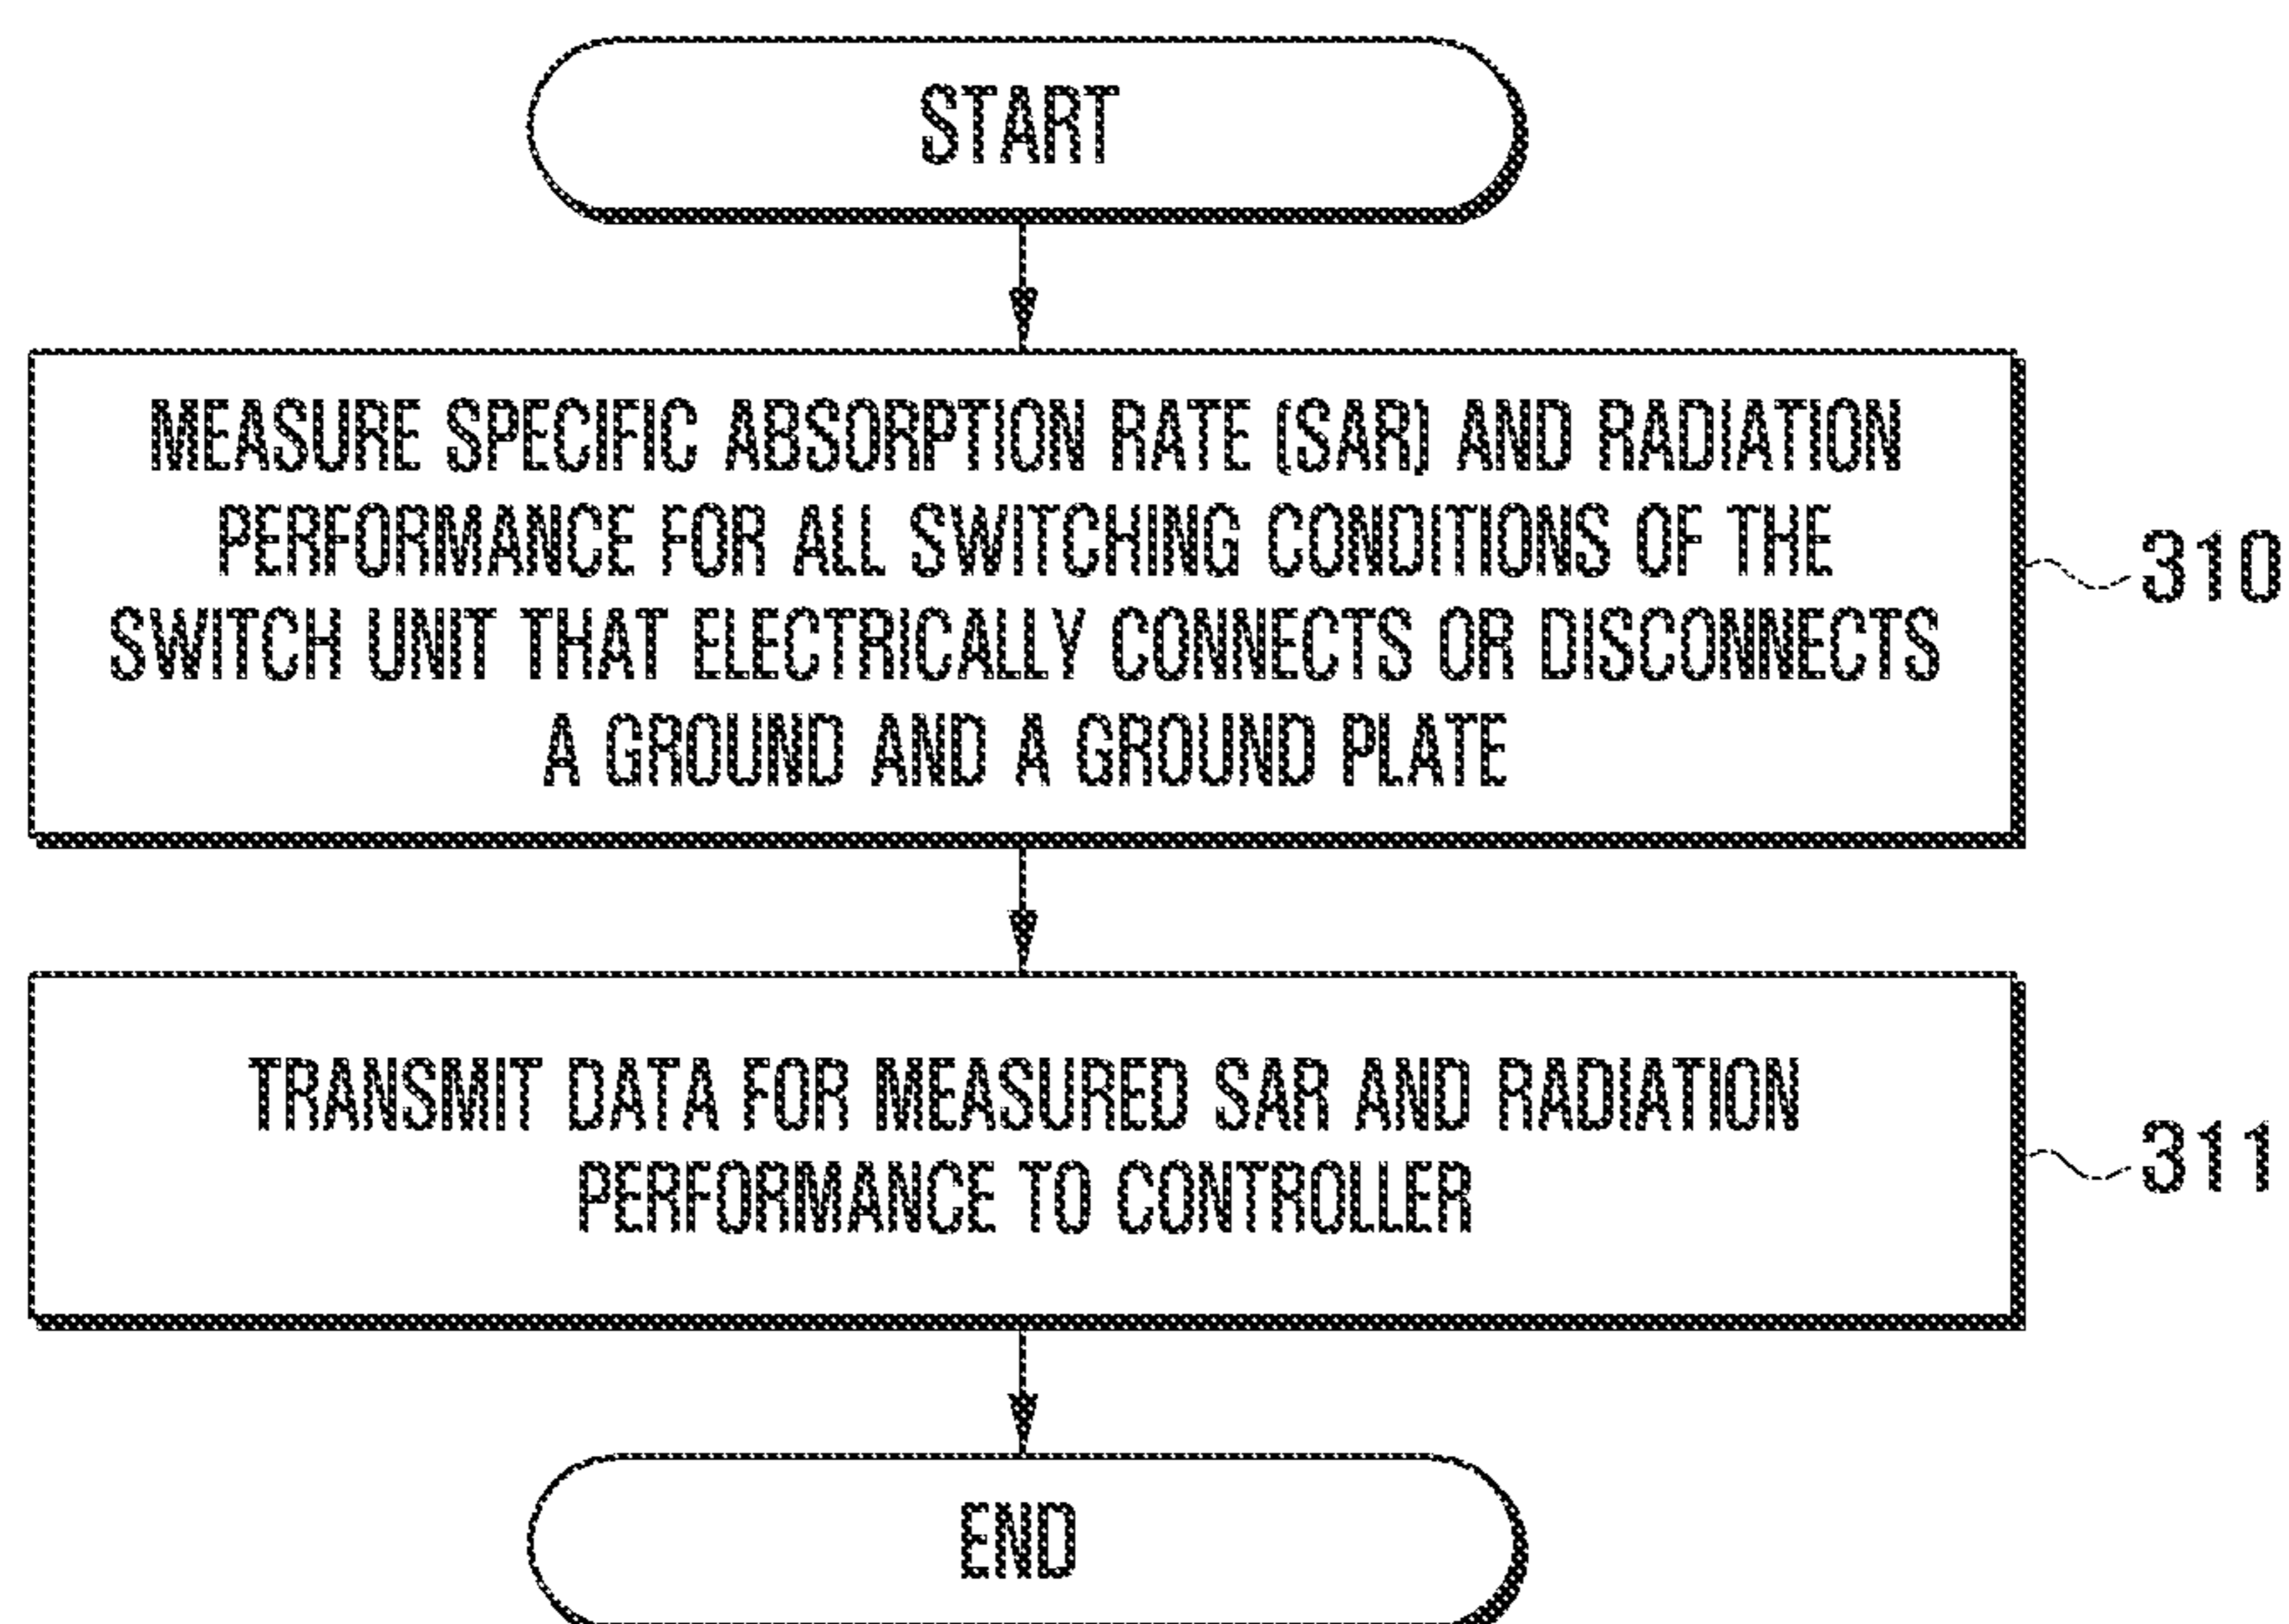 START
MEASURE SPECIFIC ABSORPTION RATE (SAR) AND RADIATION
PERFORMANCE FOR ALL SWITCHING CONDITIONS OF THE
SWITCH UNIT THAT ELECTRICALLY CONNECTS OR DISCONNECTS
A GROUND AND A GROUND PLATE
310
TRANSMIT DATA FOR MEASURED SAR AND RADIATION
PERFORMANCE TO CONTROLLER
311
END